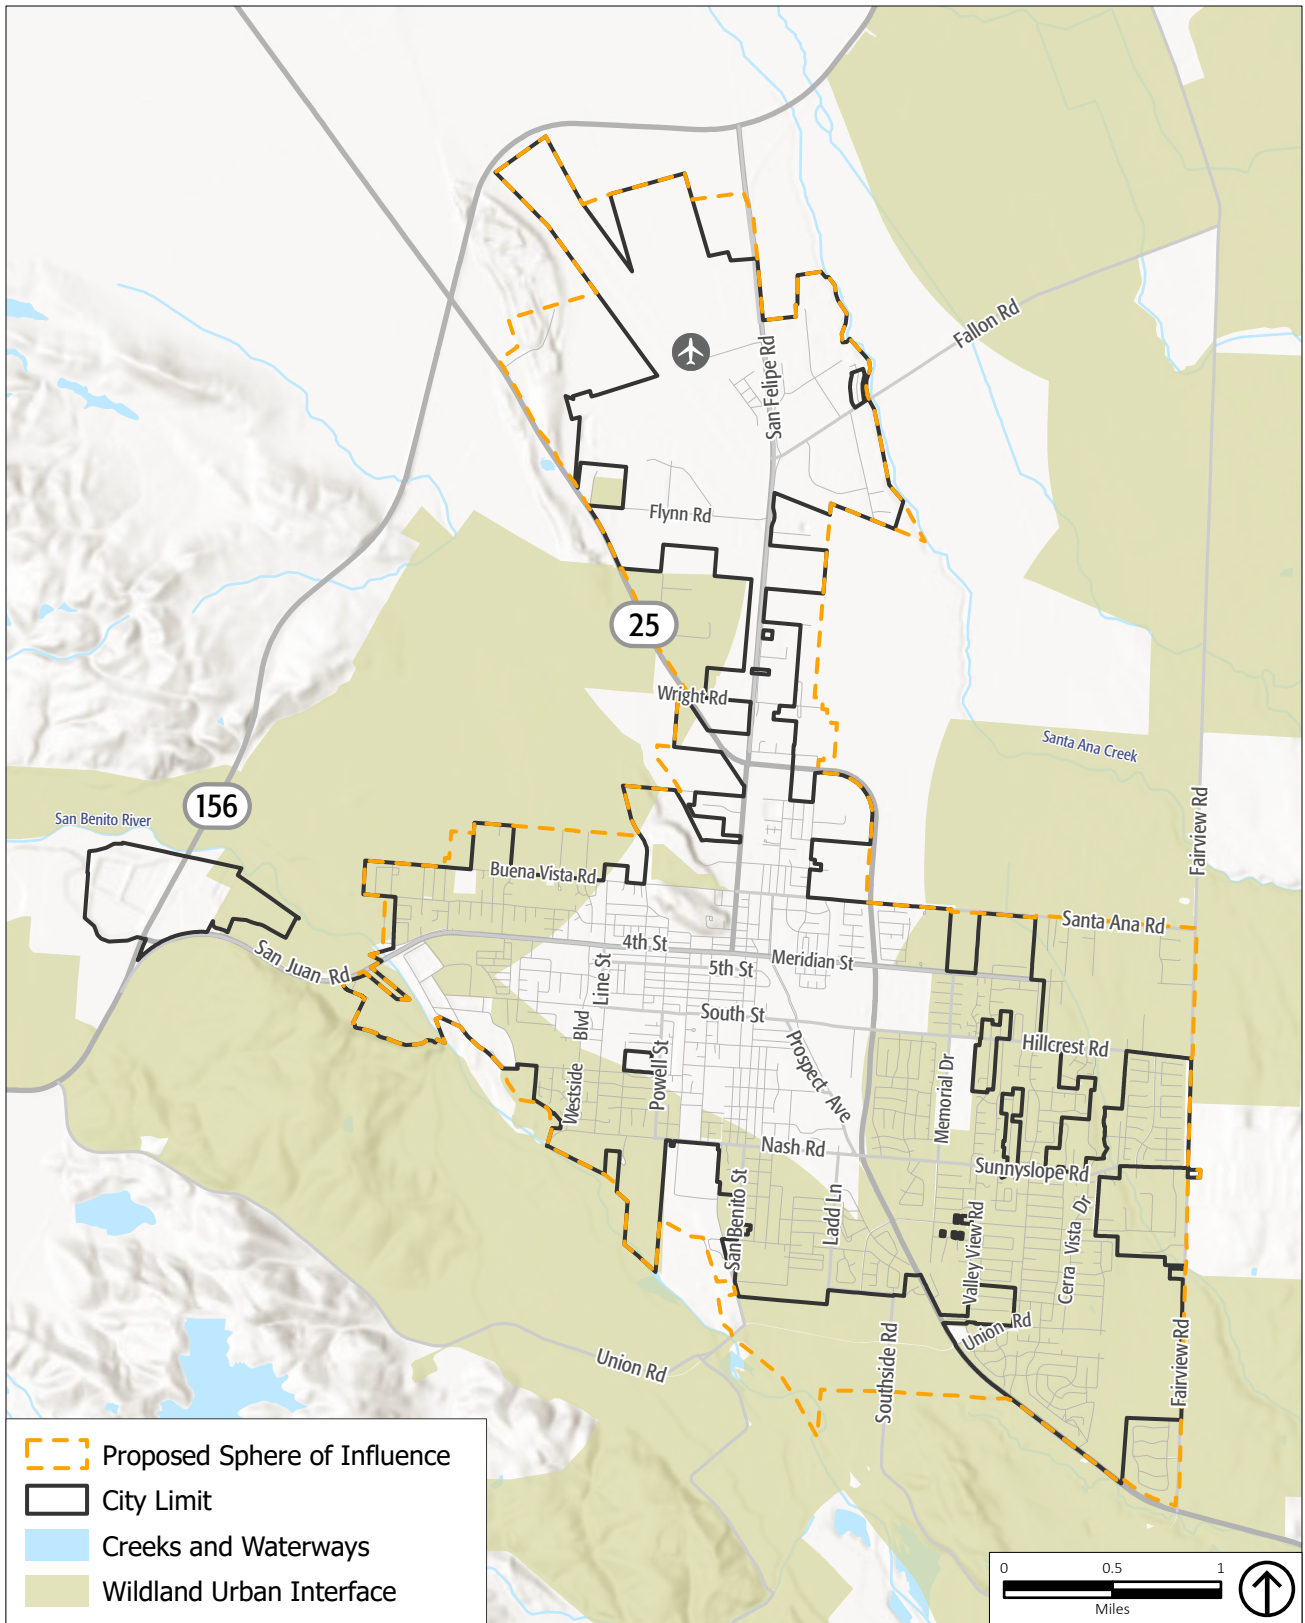 Fallon Rd
San Felipe Rd
Flynn Rd
25
Wright Rd
Santa Ana Creek
156
San Benito River
Fairview Rd
Buena Vista Rd
Santa Ana Rd
4th St
Meridian St
San Juan Rd
Line St
5th St
South St
Westside Blvd
Powell St
Prospect Ave
Hillcrest Rd
Memorial Dr
Nash Rd
Sunnyslope Rd
San Benito St
Ladd Ln
Valley View Rd
Cerra Vista Dr
Union Rd
Union Rd
Southside Rd
Fairview Rd
Proposed Sphere of Influence
City Limit
Creeks and Waterways
Wildland Urban Interface
0 0.5 1
Miles